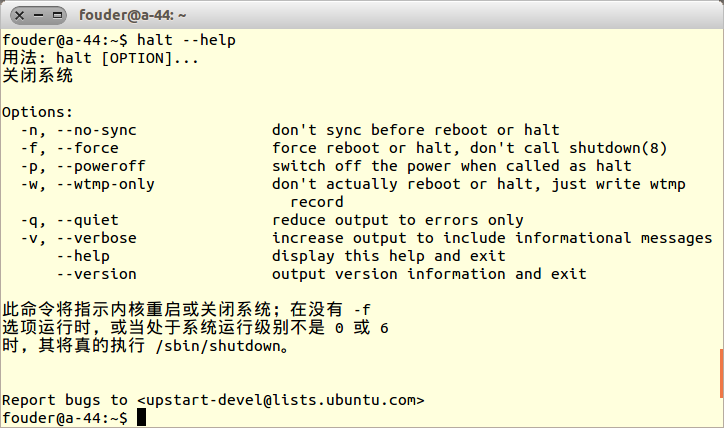 fouder@a-44: ~
fouder@a-44:~$ halt --help
用法: halt [OPTION]...
关闭系统
Options:
-n, --no-sync don't sync before reboot or halt
-f, --force force reboot or halt, don't call shutdown(8)
-p, --poweroff switch off the power when called as halt
-w, --wtmp-only don't actually reboot or halt, just write wtmp
record
-q, --quiet reduce output to errors only
-v, --verbose increase output to include informational messages
--help display this help and exit
--version output version information and exit
此命令将指示内核重启或关闭系统；在没有 -f
选项运行时，或当处于系统运行级别不是 0 或 6
时，其将真的执行 /sbin/shutdown。
Report bugs to <upstart-devel@lists.ubuntu.com>
fouder@a-44:~$